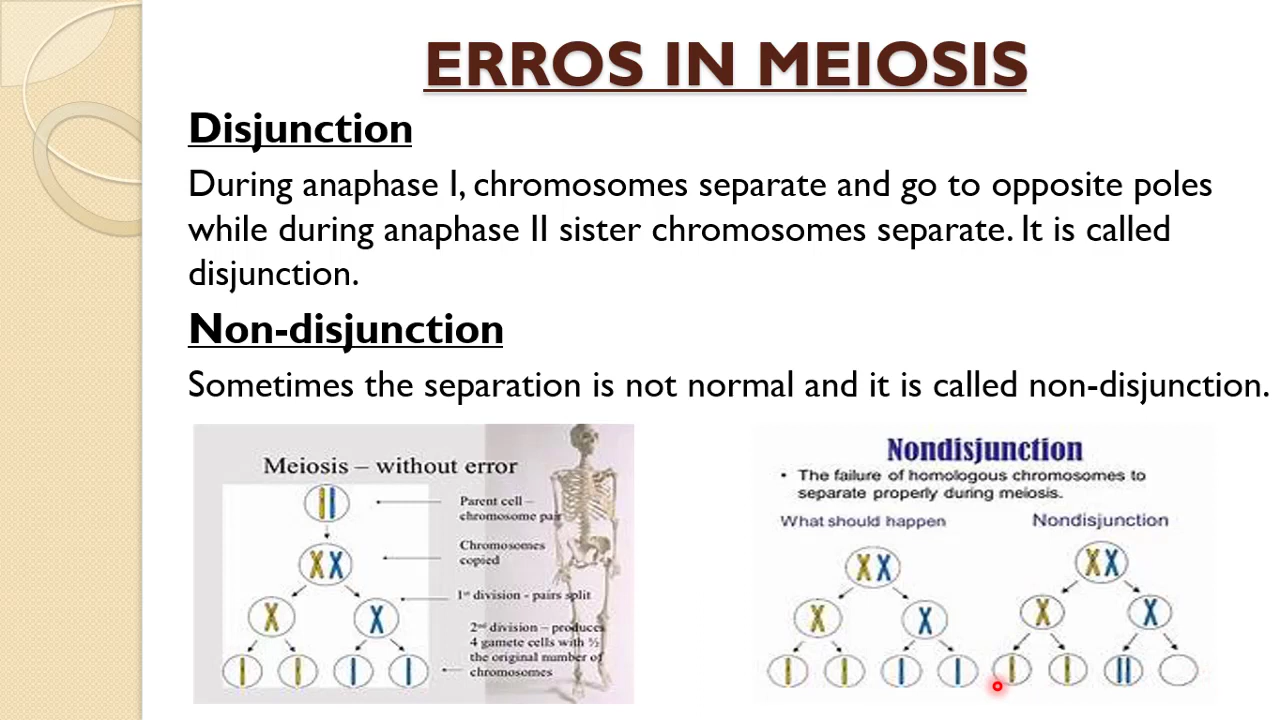 ERROS IN MEIOSIS
Disjunction
During anaphase I, chromosomes separate and go to opposite poles
while during anaphase II sister chromosomes separate. It is called
disjunction.
Non-disjunction
Sometimes the separation is not normal and it is called non-disjunction.
Meiosis – without error
Parent cell –
chromosome pair
Chromosomes
copied
1st division - pairs split
2nd division – produces
4 gamete cells with ½
the original number of
chromosomes
Nondisjunction
• The failure of homologous chromosomes to
separate properly during meiosis.
What should happen
Nondisjunction